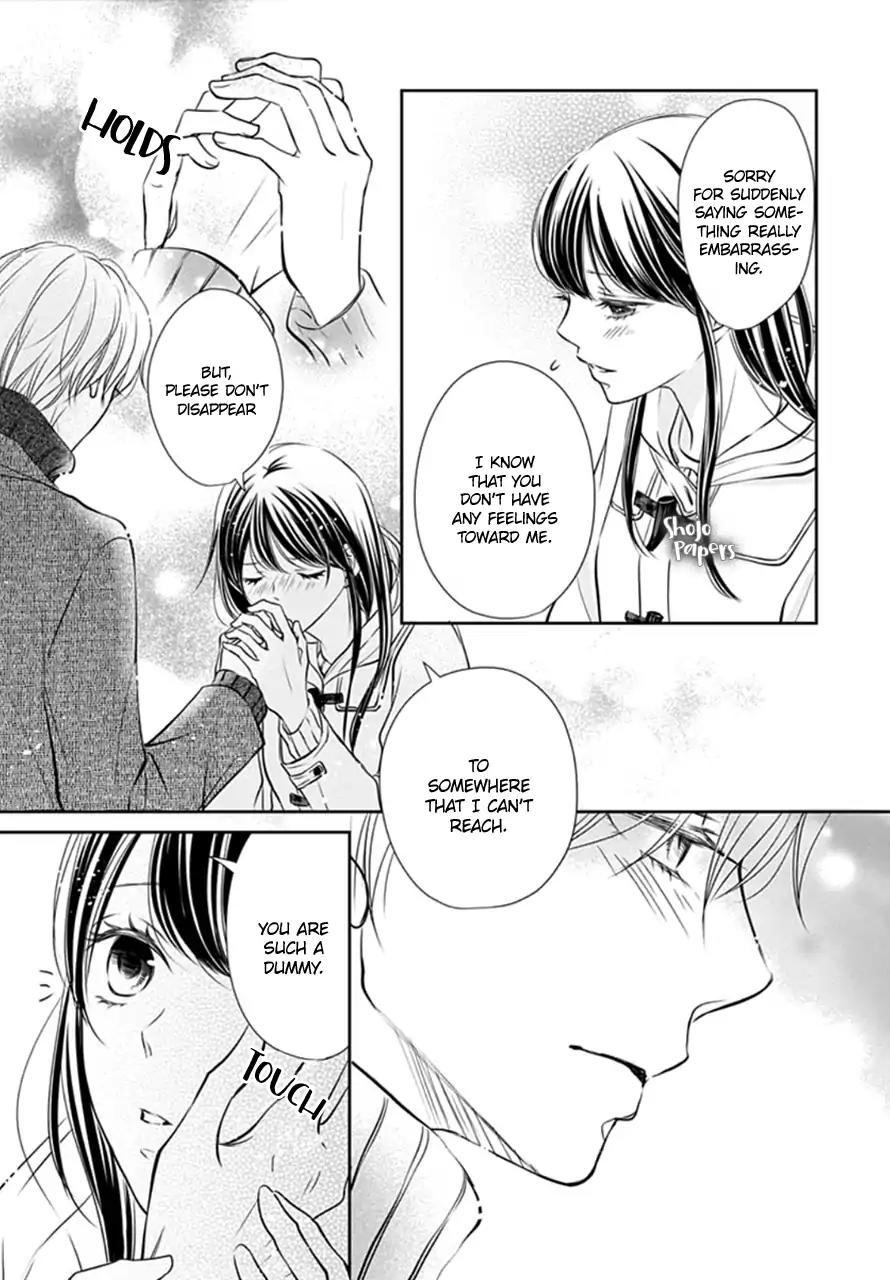 SORRY
FOR SUDDENLY
SAYING SOME-
THING REALLY
EMBARRASS-
ING.
I KNOW
THAT YOU
DON'T HAVE
ANY FEELINGS
TOWARD ME.
Shojo
Papers
HOLDS
BUT,
PLEASE DON'T
DISAPPEAR
TO
SOMEWHERE
THAT I CAN'T
REACH.
YOU ARE
SUCH A
DUMMY.
TOUCH